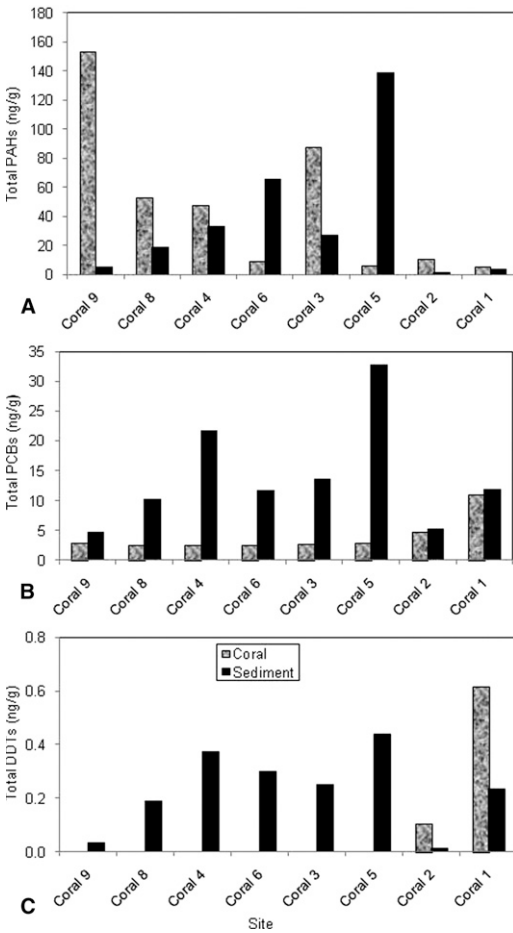 180
160
140
120
100
80
60
40
20
0
Total PAHs (ng/g)
Coral 9
Coral 8
Coral 4
Coral 6
Coral 3
Coral 5
Coral 2
Coral 1
A
35
30
25
20
15
10
5
0
Total PCBs (ng/g)
Coral 9
Coral 8
Coral 4
Coral 6
Coral 3
Coral 5
Coral 2
Coral 1
B
0.8
0.6
0.4
0.2
0.0
Total DDTs (ng/g)
Coral
Sediment
Coral 9
Coral 8
Coral 4
Coral 6
Coral 3
Coral 5
Coral 2
Coral 1
C
Site